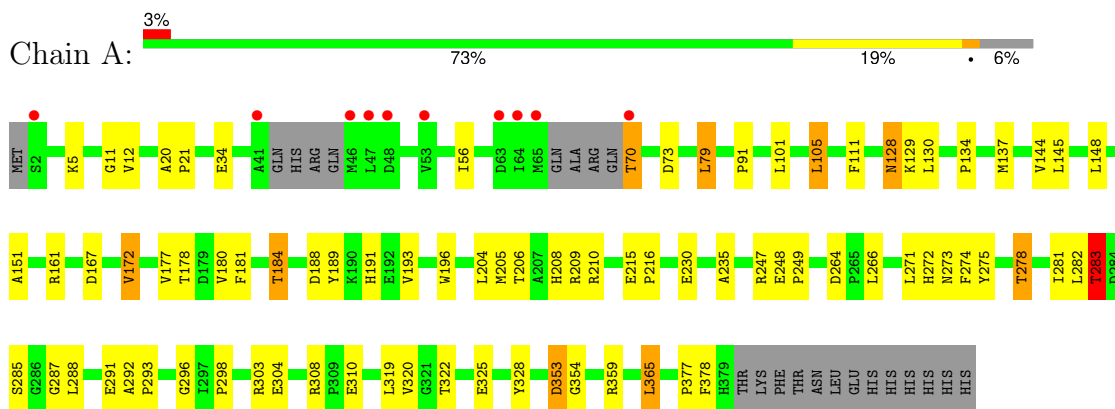 3%
Chain A:
73% 19% • 6%
MET S2 K5 G11 V12 A20 P21 E34 A41 GLN HIS ARG GLN M46 L47 D48 V53 I56 D63 I64 M65 GLN ALA ARG GLN T70 D73 L79 P91 L101 L105 F111 N128 K129 L130 P134 M137 V144 L145 L148
A151 R161 D167 V172 V177 T178 D179 V180 F181 T184 D188 Y189 K190 H191 E192 V193 W196 L204 M205 T206 A207 H208 R209 R210 E215 P216 E230 A235 R247 E248 P249 D264 P265 L266 L271 H272 N273 F274 Y275 T278 I281 L282 T283
S285 G286 G287 L288 E291 A292 P293 G296 I297 P298 R303 E304 R308 P309 E310 L319 V320 G321 T322 E325 Y328 D353 G354 R359 L365 P377 F378 H379 THR LYS PHE THR ASN LEU GLU HIS HIS HIS HIS HIS HIS